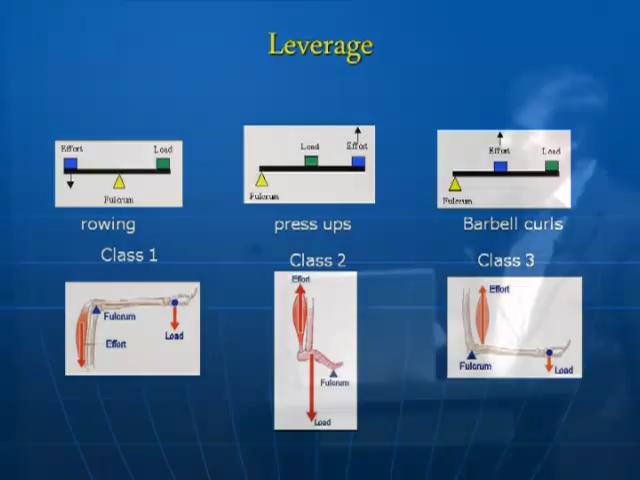 Leverage
Effort
Load
Fulcrum
rowing
Class 1
Load
Effort
Fulcrum
press ups
Class 2
Effort
Load
Fulcrum
Barbell curls
Class 3
Fulcrum
Effort
Load
Effort
Fulcrum
Load
Effort
Fulcrum
Load